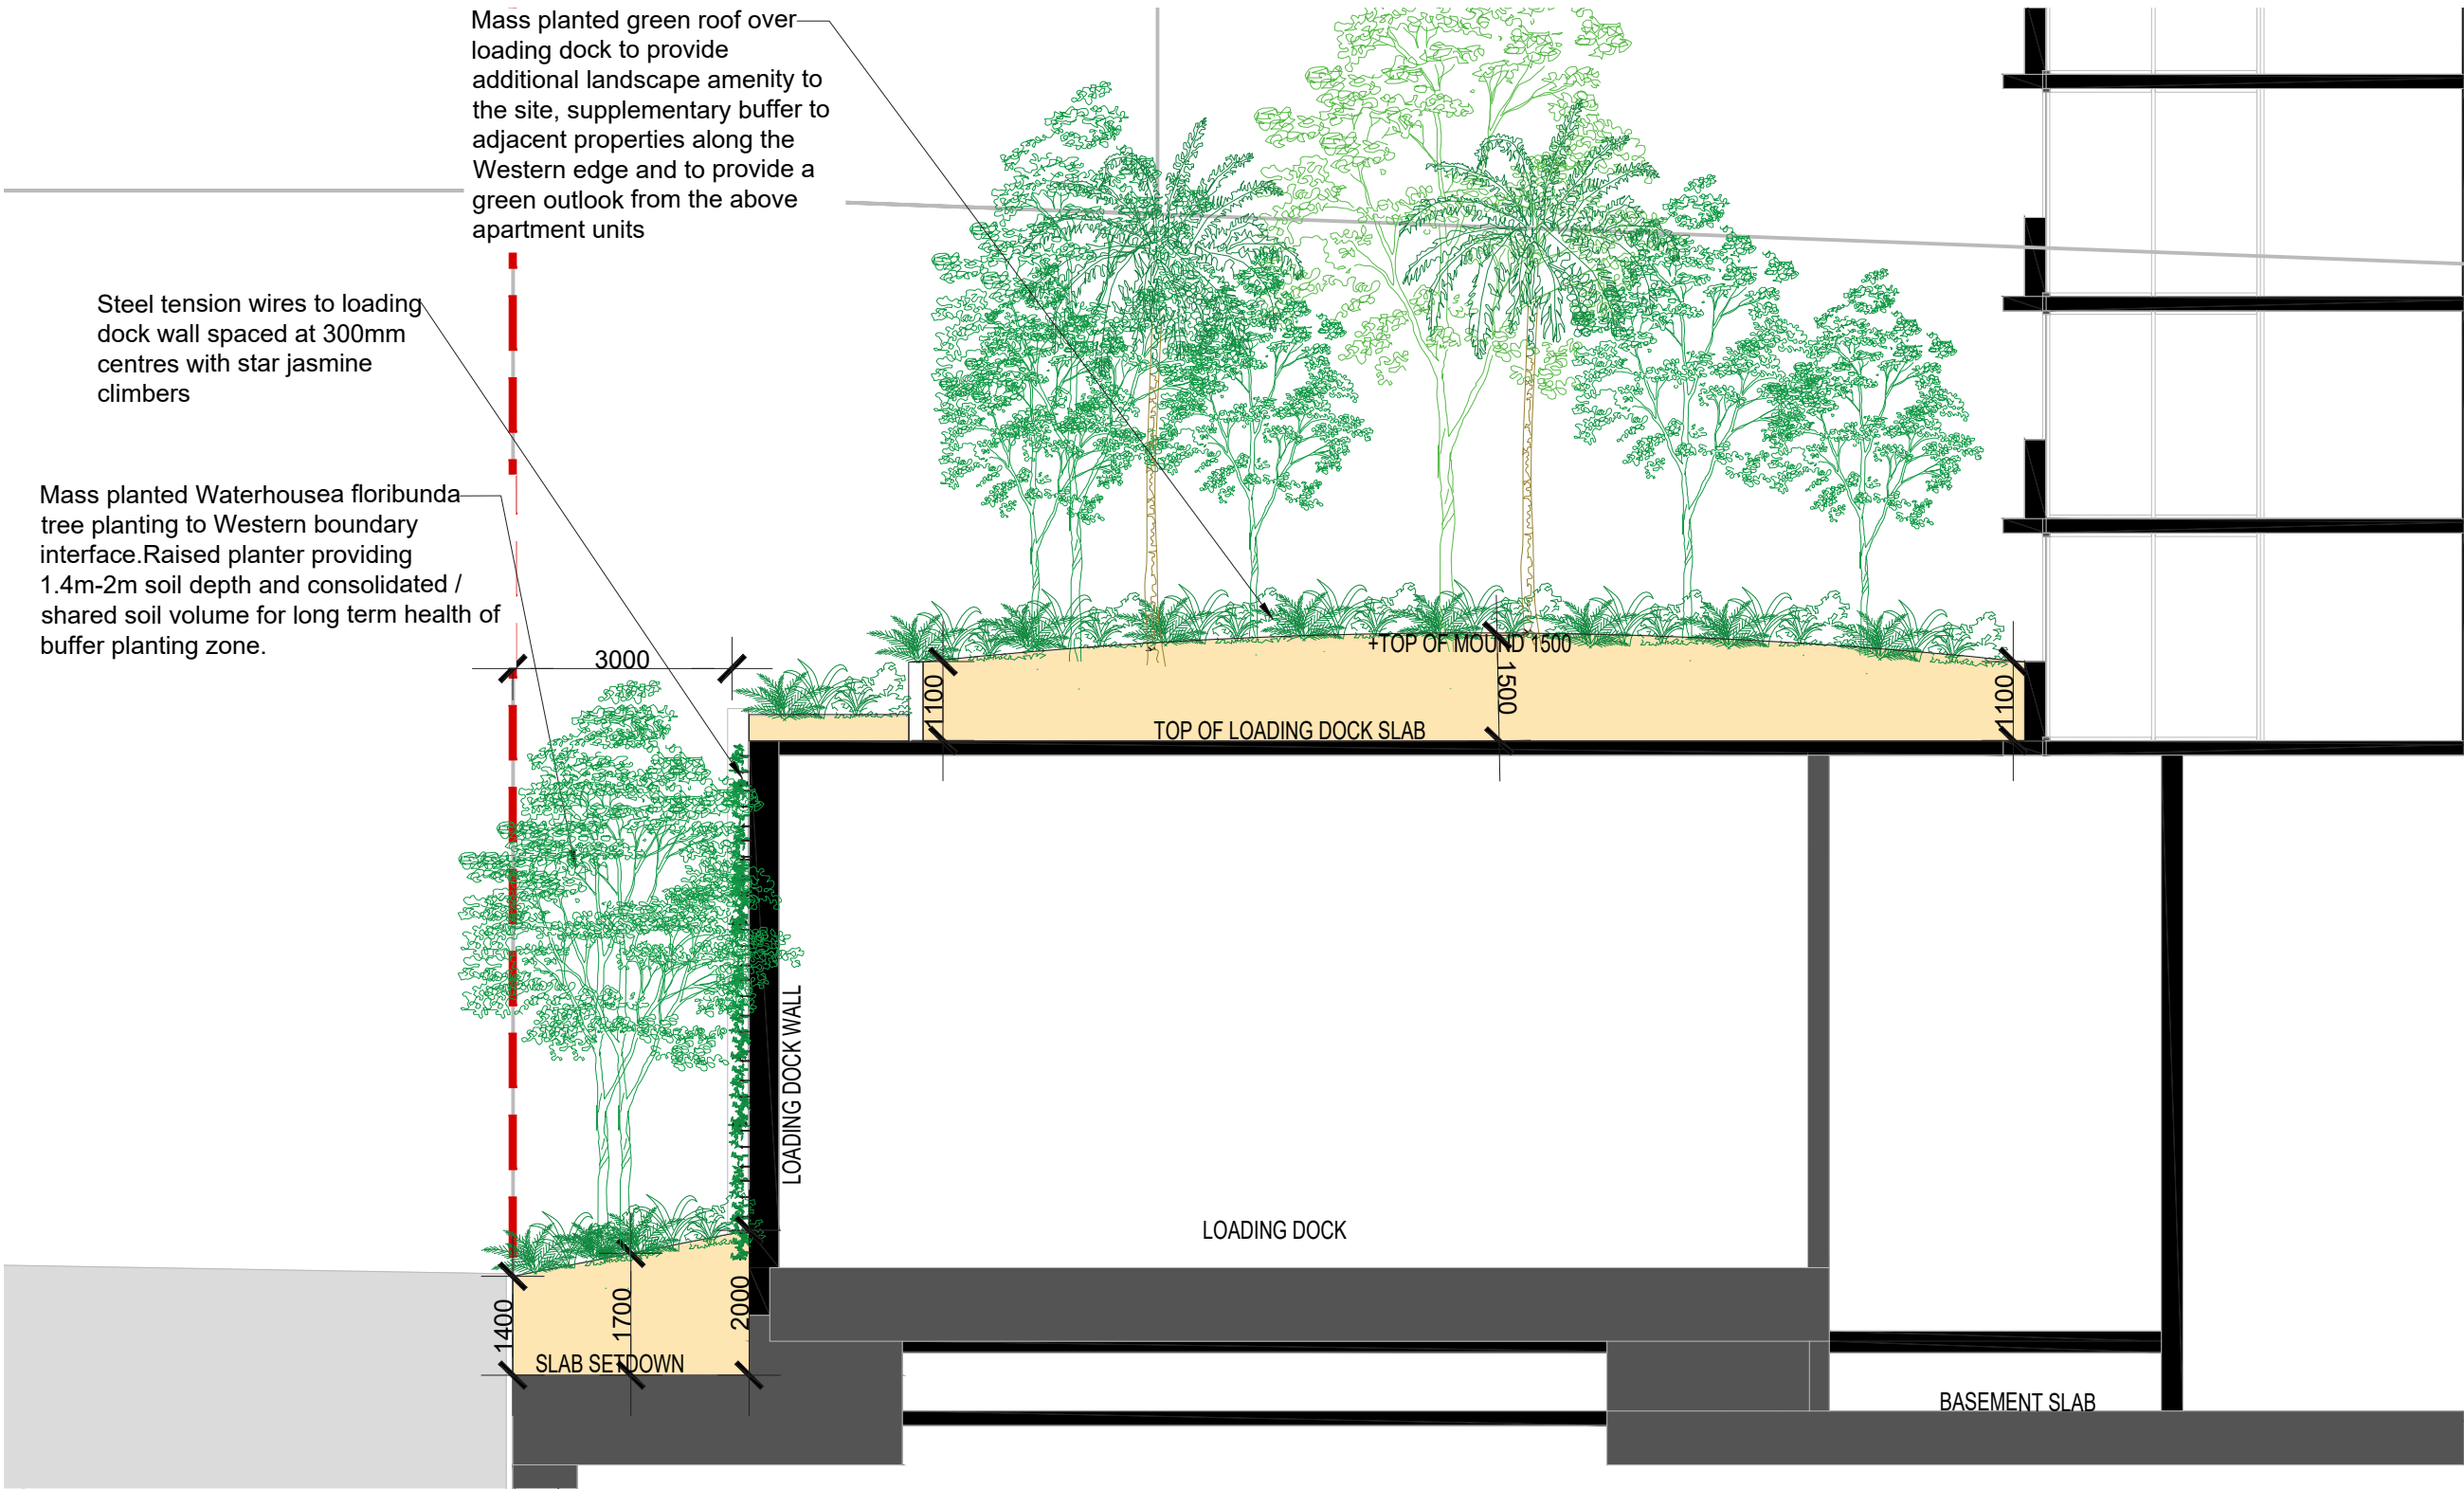 Mass planted green roof over
loading dock to provide
additional landscape amenity to
the site, supplementary buffer to
adjacent properties along the
Western edge and to provide a
green outlook from the above
apartment units
Steel tension wires to loading
dock wall spaced at 300mm
centres with star jasmine
climbers
Mass planted Waterhousea floribunda
tree planting to Western boundary
interface.Raised planter providing
1.4m-2m soil depth and consolidated /
shared soil volume for long term health of
buffer planting zone.
3000
+TOP OF MOUND 1500
1100
1500
1100
TOP OF LOADING DOCK SLAB
LOADING DOCK WALL
LOADING DOCK
1400
1700
2000
SLAB SETDOWN
BASEMENT SLAB